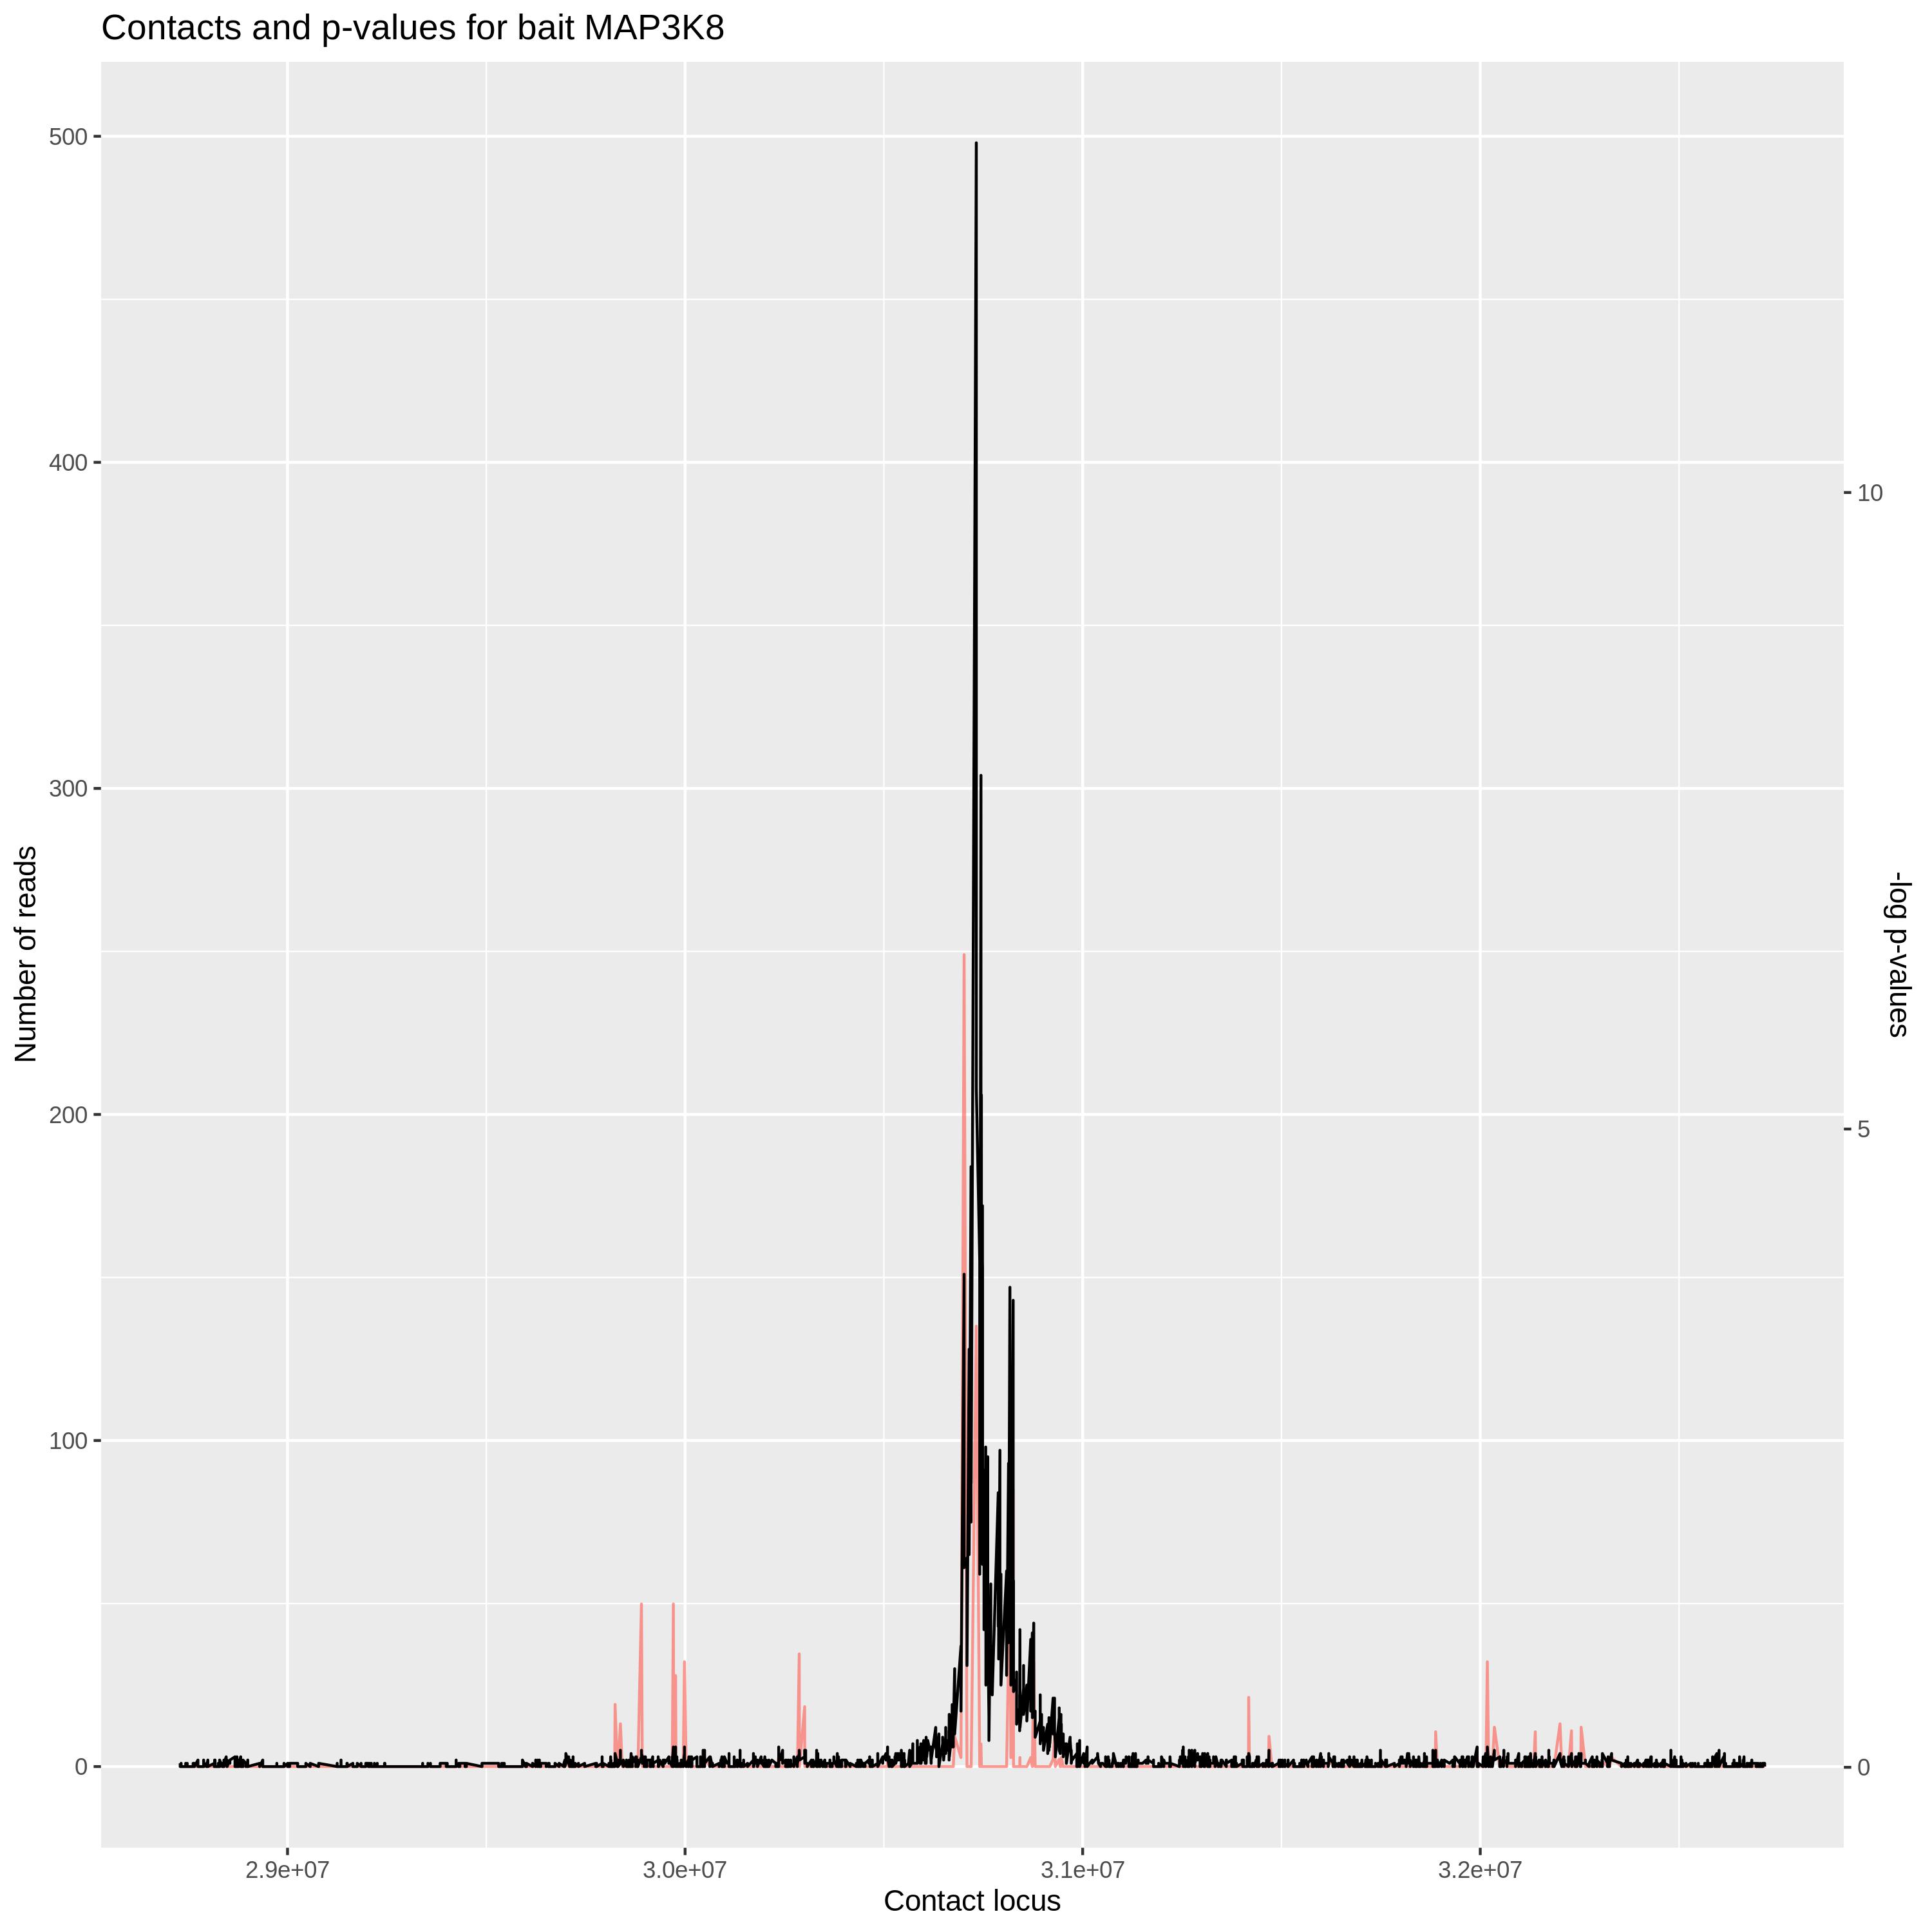 Contacts and p-values for bait MAP3K8
500
400
300
200
100
0
Number of reads
10
5
0
-log p-values
2.9e+07
3.0e+07
3.1e+07
3.2e+07
Contact locus